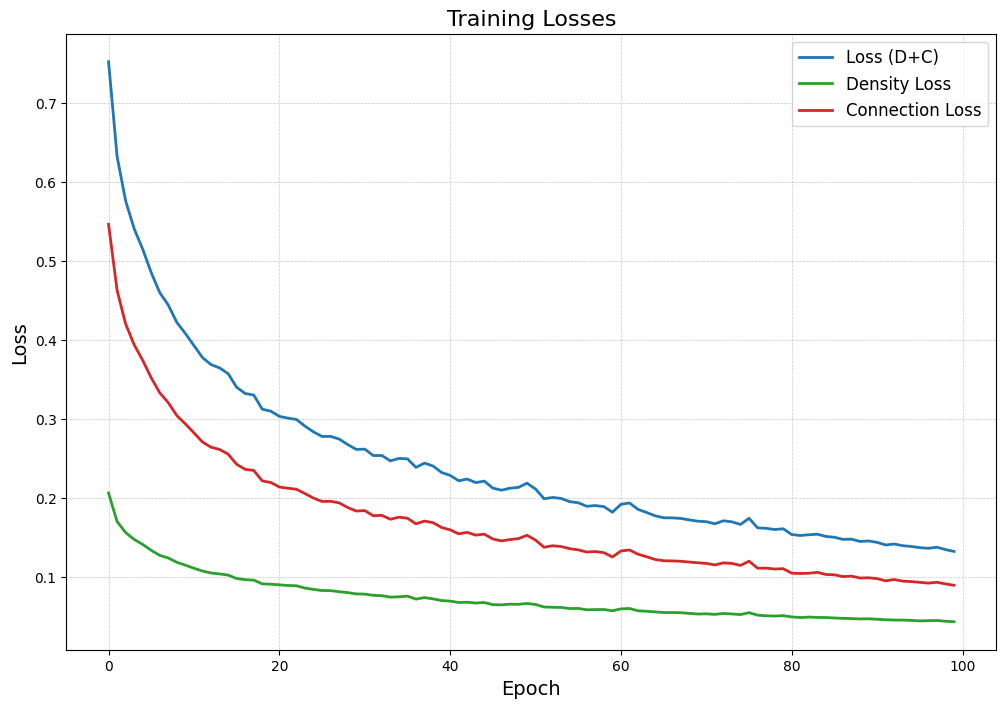 Training Losses
Loss (D+C)
Density Loss
Connection Loss
Loss
0.7
0.6
0.5
0.4
0.3
0.2
0.1
0 20 40 60 80 100
Epoch